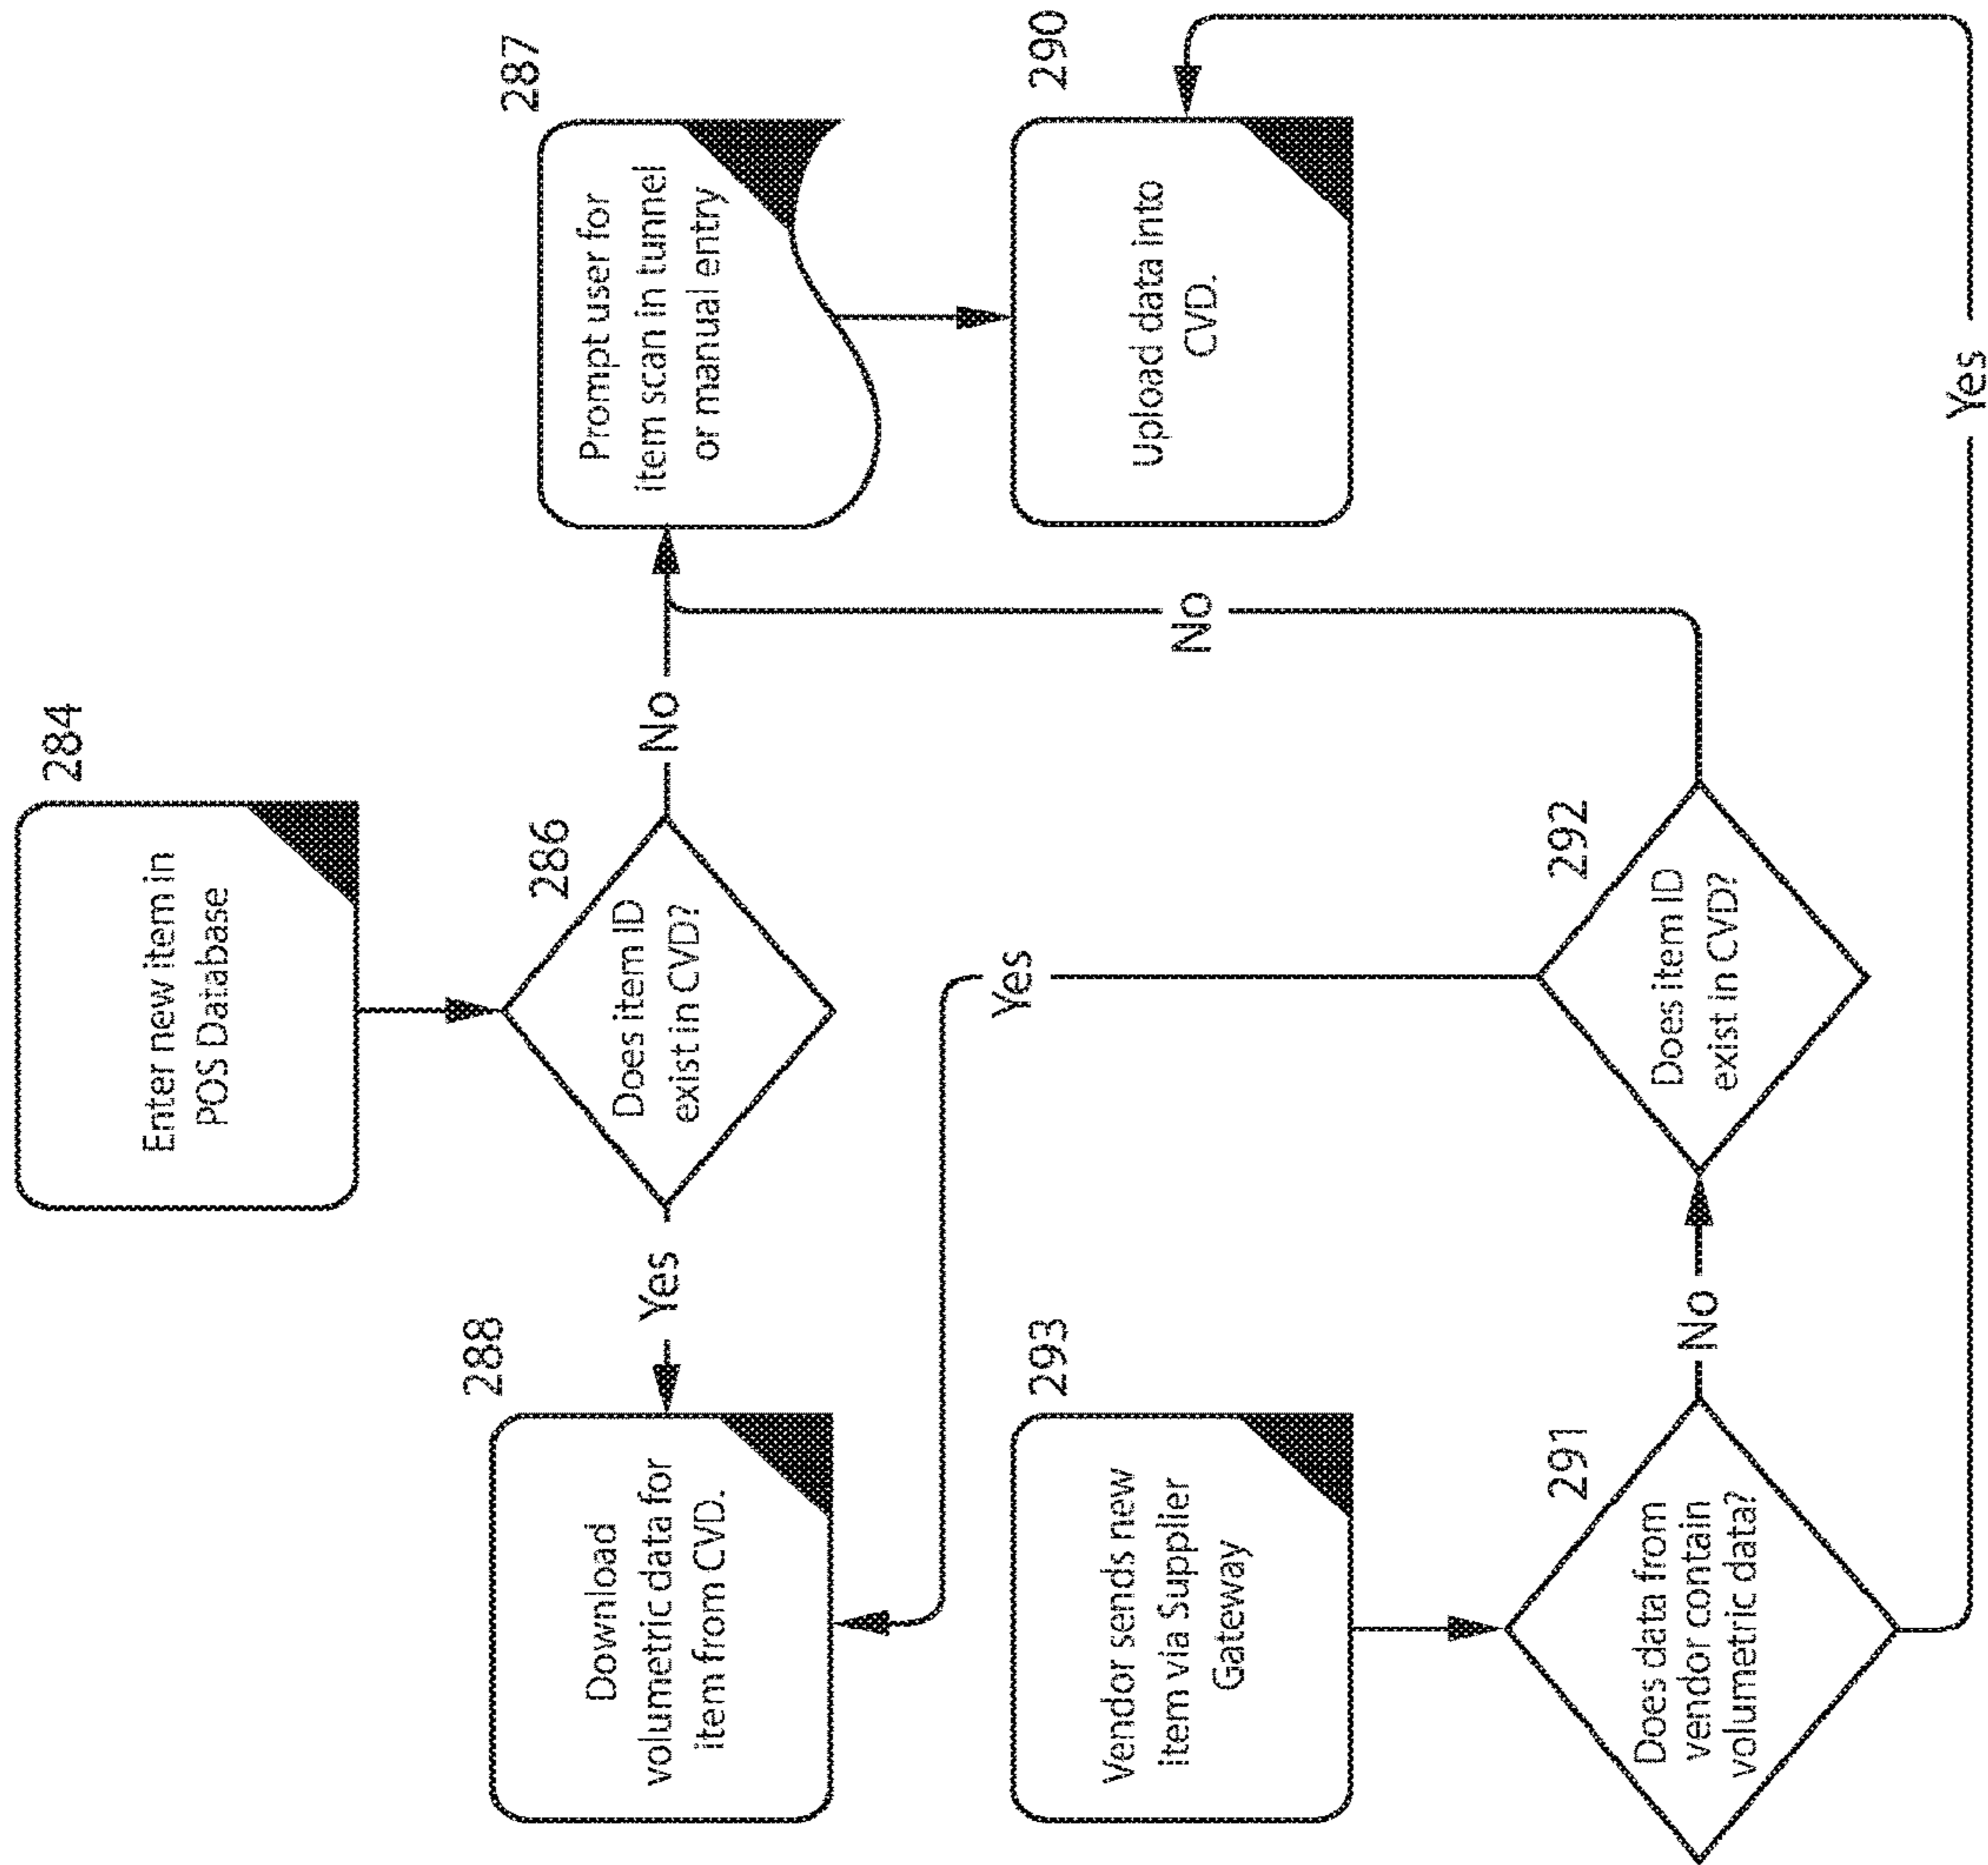 284
Enter new item in
POS Database
286
Does item ID
exist in CVD?
Yes
No
288
Download
volumetric data for
item from CVD.
287
Prompt user for
item scan in tunnel
or manual entry
293
Vendor sends new
item via Supplier
Gateway
Yes
No
290
Upload data into
CVD.
291
Does data from
vendor contain
volumetric data?
No
292
Does item ID
exist in CVD?
Yes